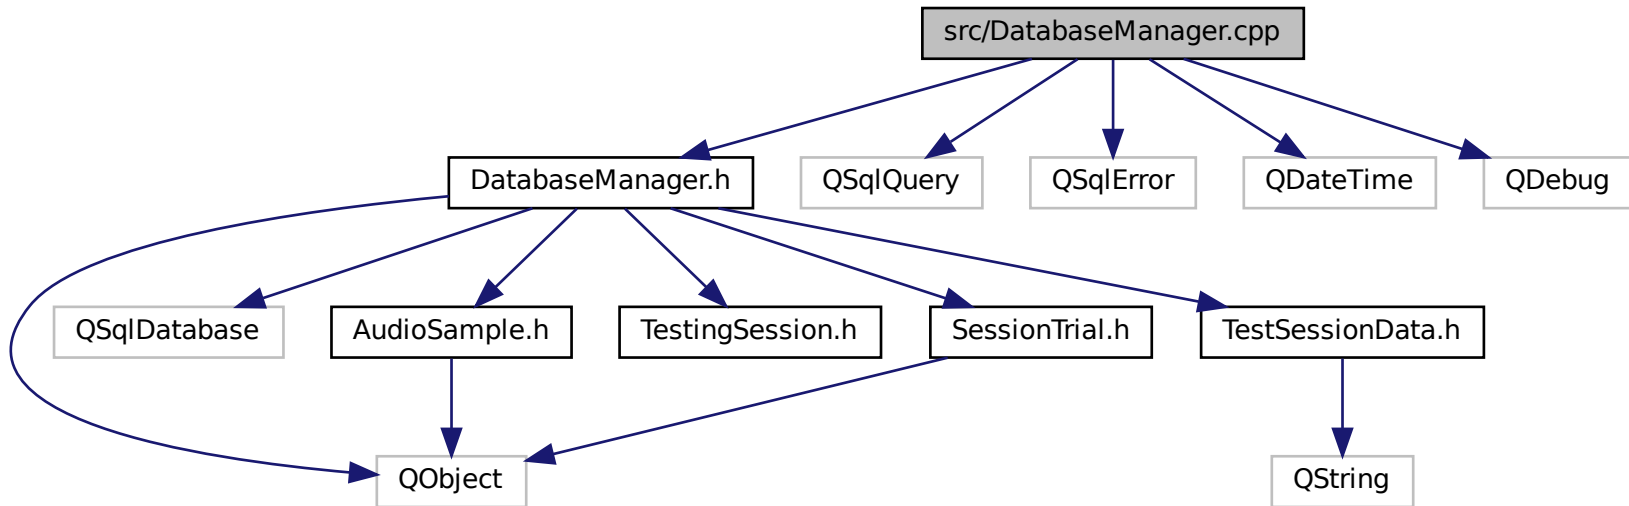 src/DatabaseManager.cpp
DatabaseManager.h
QSqlQuery
QSqlError
QDateTime
QDebug
QSqlDatabase
AudioSample.h
TestingSession.h
SessionTrial.h
TestSessionData.h
QObject
QString